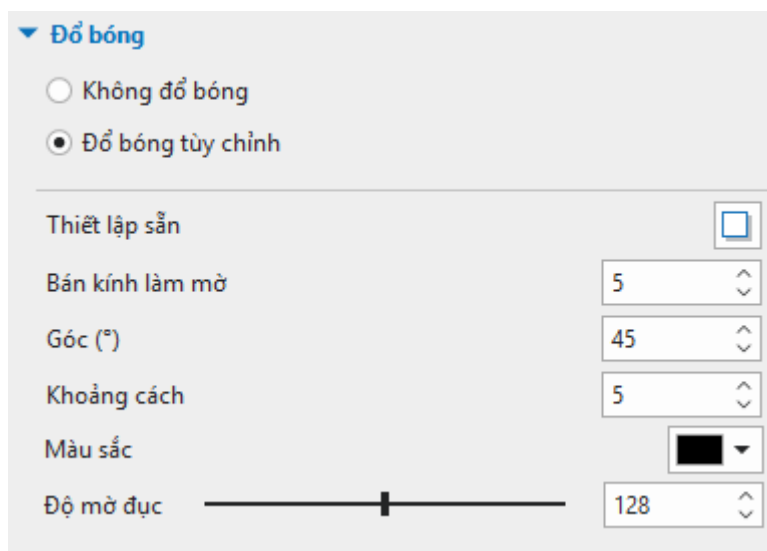 Đổ bóng
Không đổ bóng
Đổ bóng tùy chỉnh
Thiết lập sẵn
Bán kính làm mờ 5
Góc (°) 45
Khoảng cách 5
Màu sắc
Độ mờ đục 128